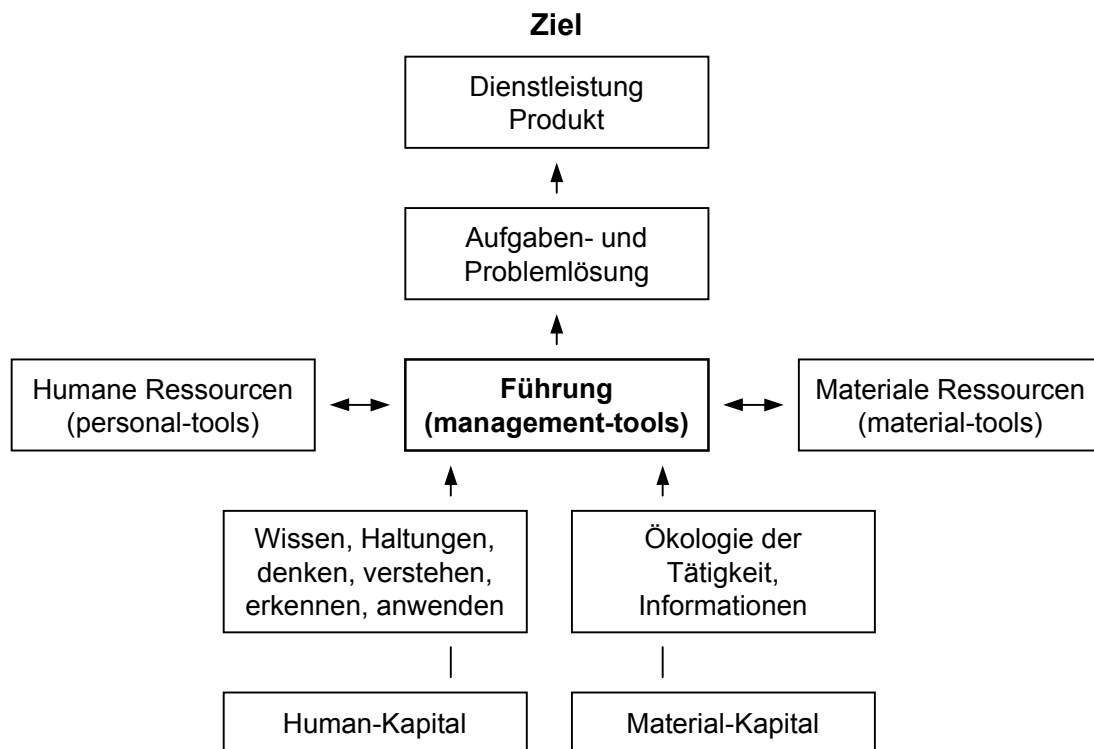 Ziel
Dienstleistung
Produkt
Aufgaben- und
Problemlösung
Humane Ressourcen
(personal-tools)
Führung
(management-tools)
Materiale Ressourcen
(material-tools)
Wissen, Haltungen,
denken, verstehen,
erkennen, anwenden
Ökologie der
Tätigkeit,
Informationen
Human-Kapital
Material-Kapital